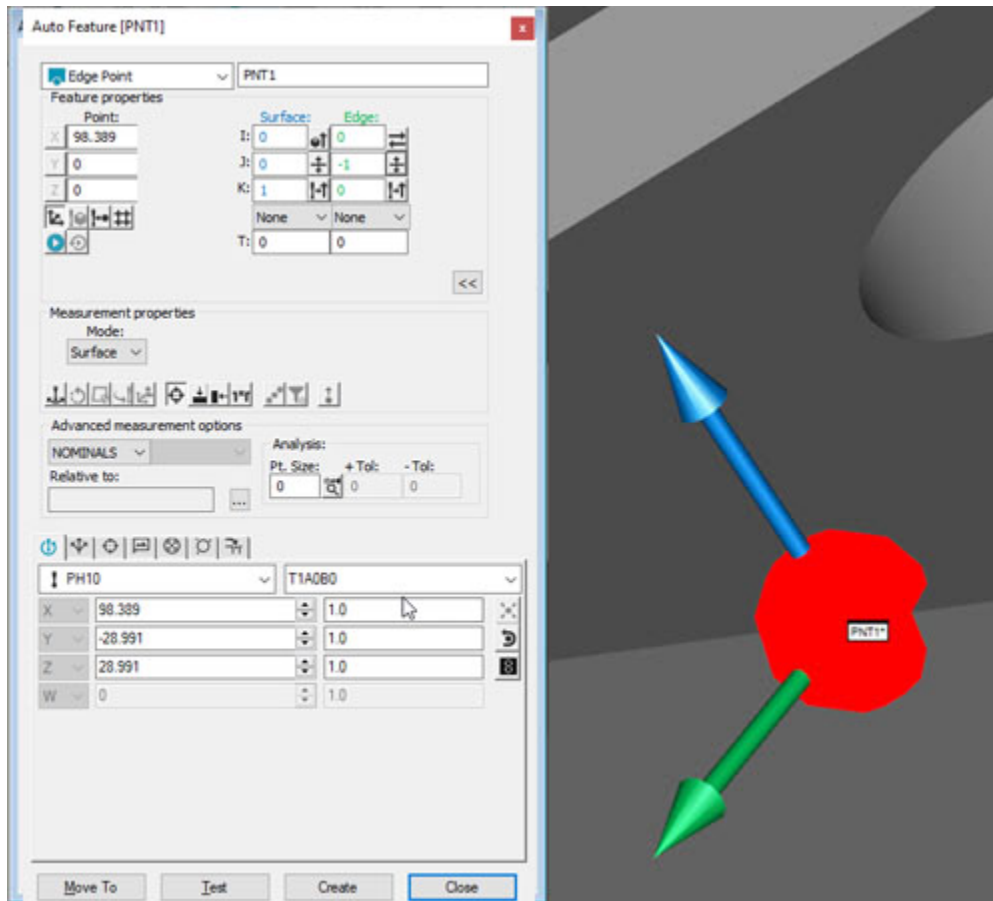 Auto Feature [PNT1]
x
Edge Point PNT1
Feature properties
Point: Surface: Edge:
X 98.389 I: 0 0
Y 0 J: 0 -1
Z 0 K: 1 0
None None
T: 0 0
<<
Measurement properties
Mode:
Surface
Advanced measurement options
NOMINALS
Analysis:
Pt. Size: + Tol: - Tol:
0 0 0
Relative to:
...
PH10 T1A0B0
X 98.389 1.0
Y -28.991 1.0
Z 28.991 1.0
W 0 1.0
Move To Test Create Close
PNT1*